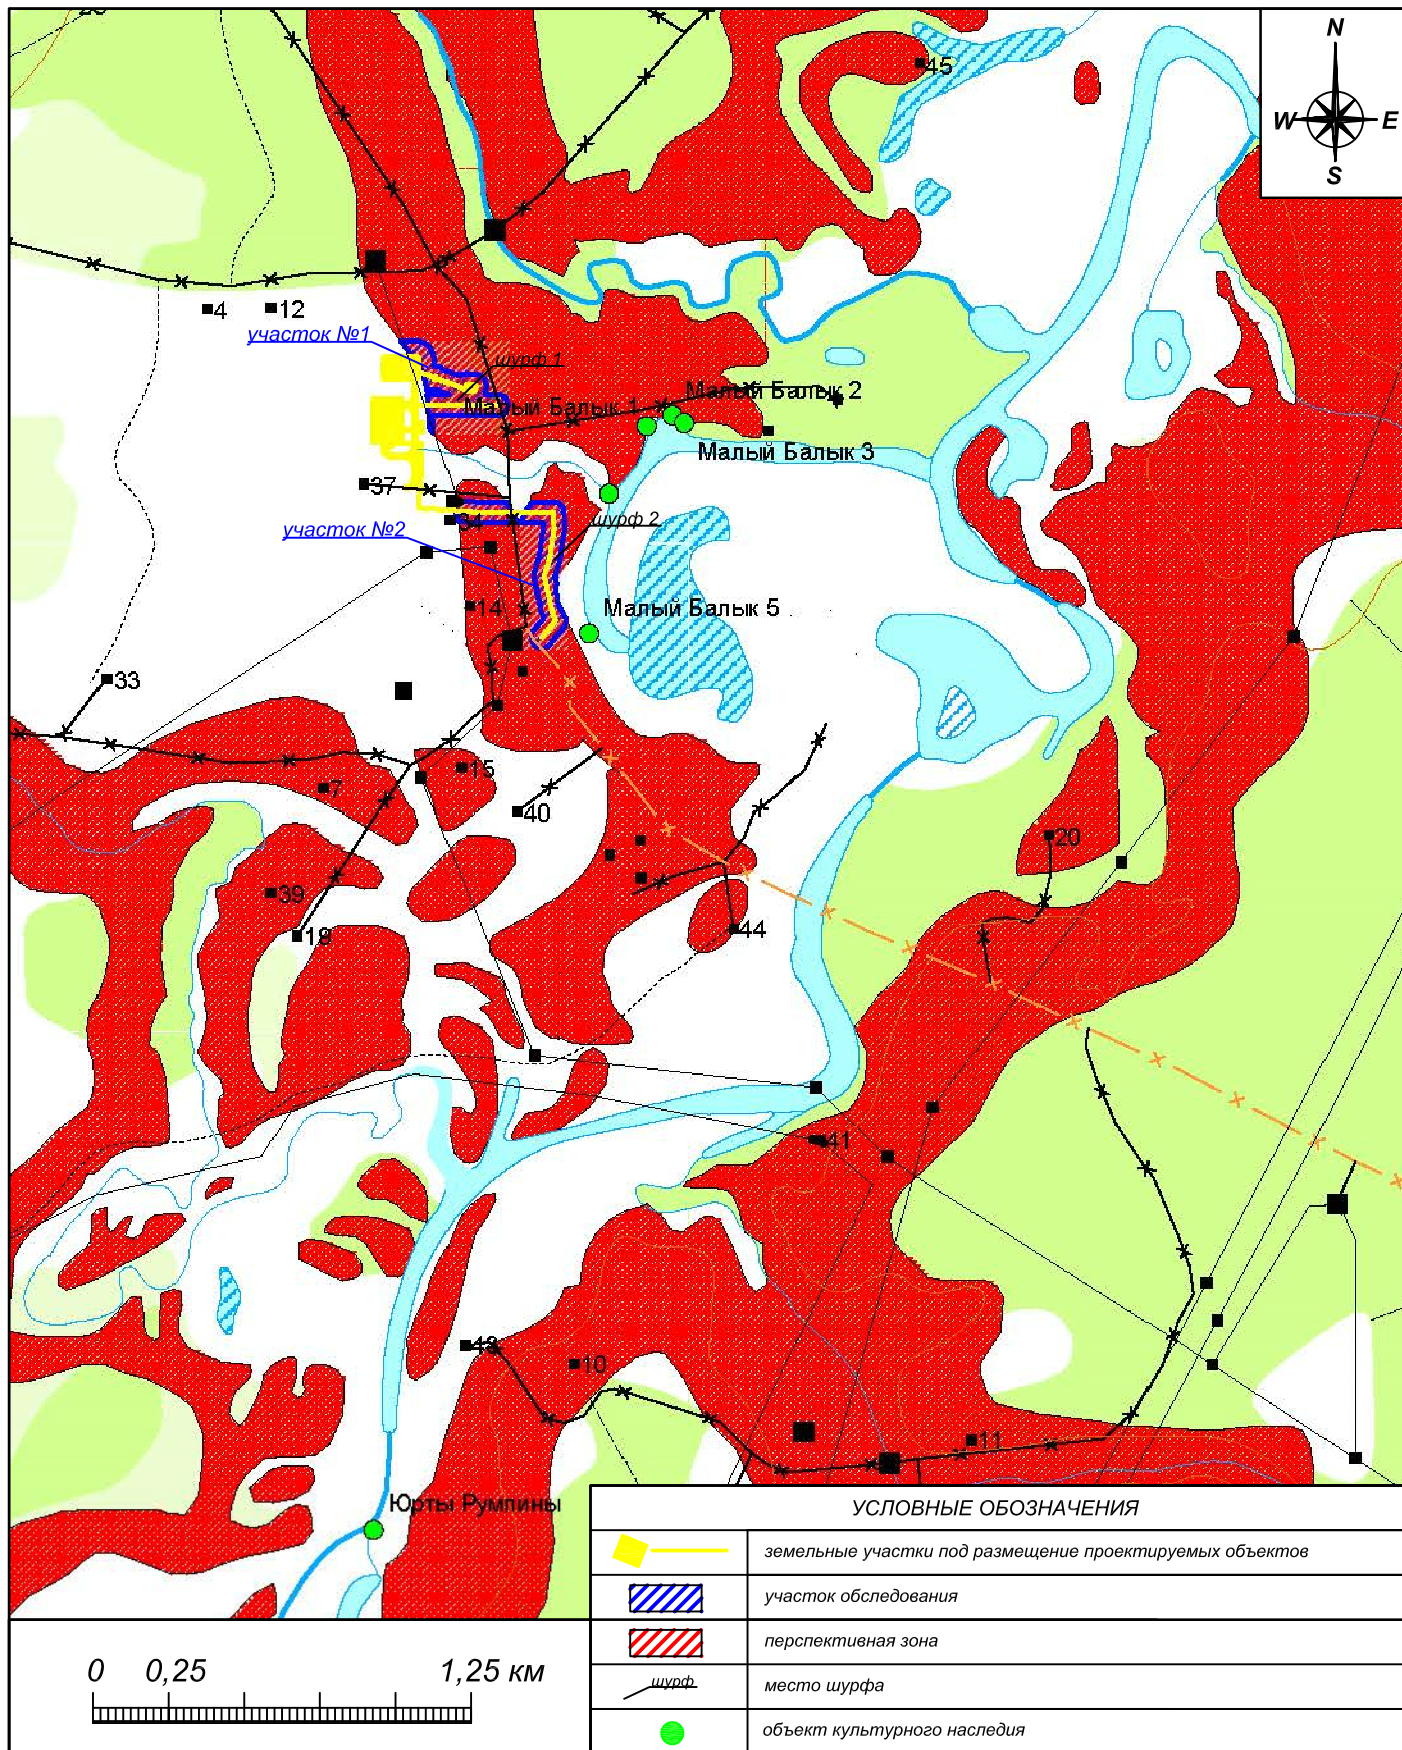 N
W
E
S
45
4
12
участок №1
шурф 1
Малый Балык 2
Малый Балык 1
Малый Балык 3
37
34
шурф 2
участок №2
14
Малый Балык 5
33
15
7
40
20
39
18
44
41
43
10
11
Юрты Румпины
УСЛОВНЫЕ ОБОЗНАЧЕНИЯ
земельные участки под размещение проектируемых объектов
участок обследования
перспективная зона
шурф
место шурфа
объект культурного наследия
0 0,25 1,25 км